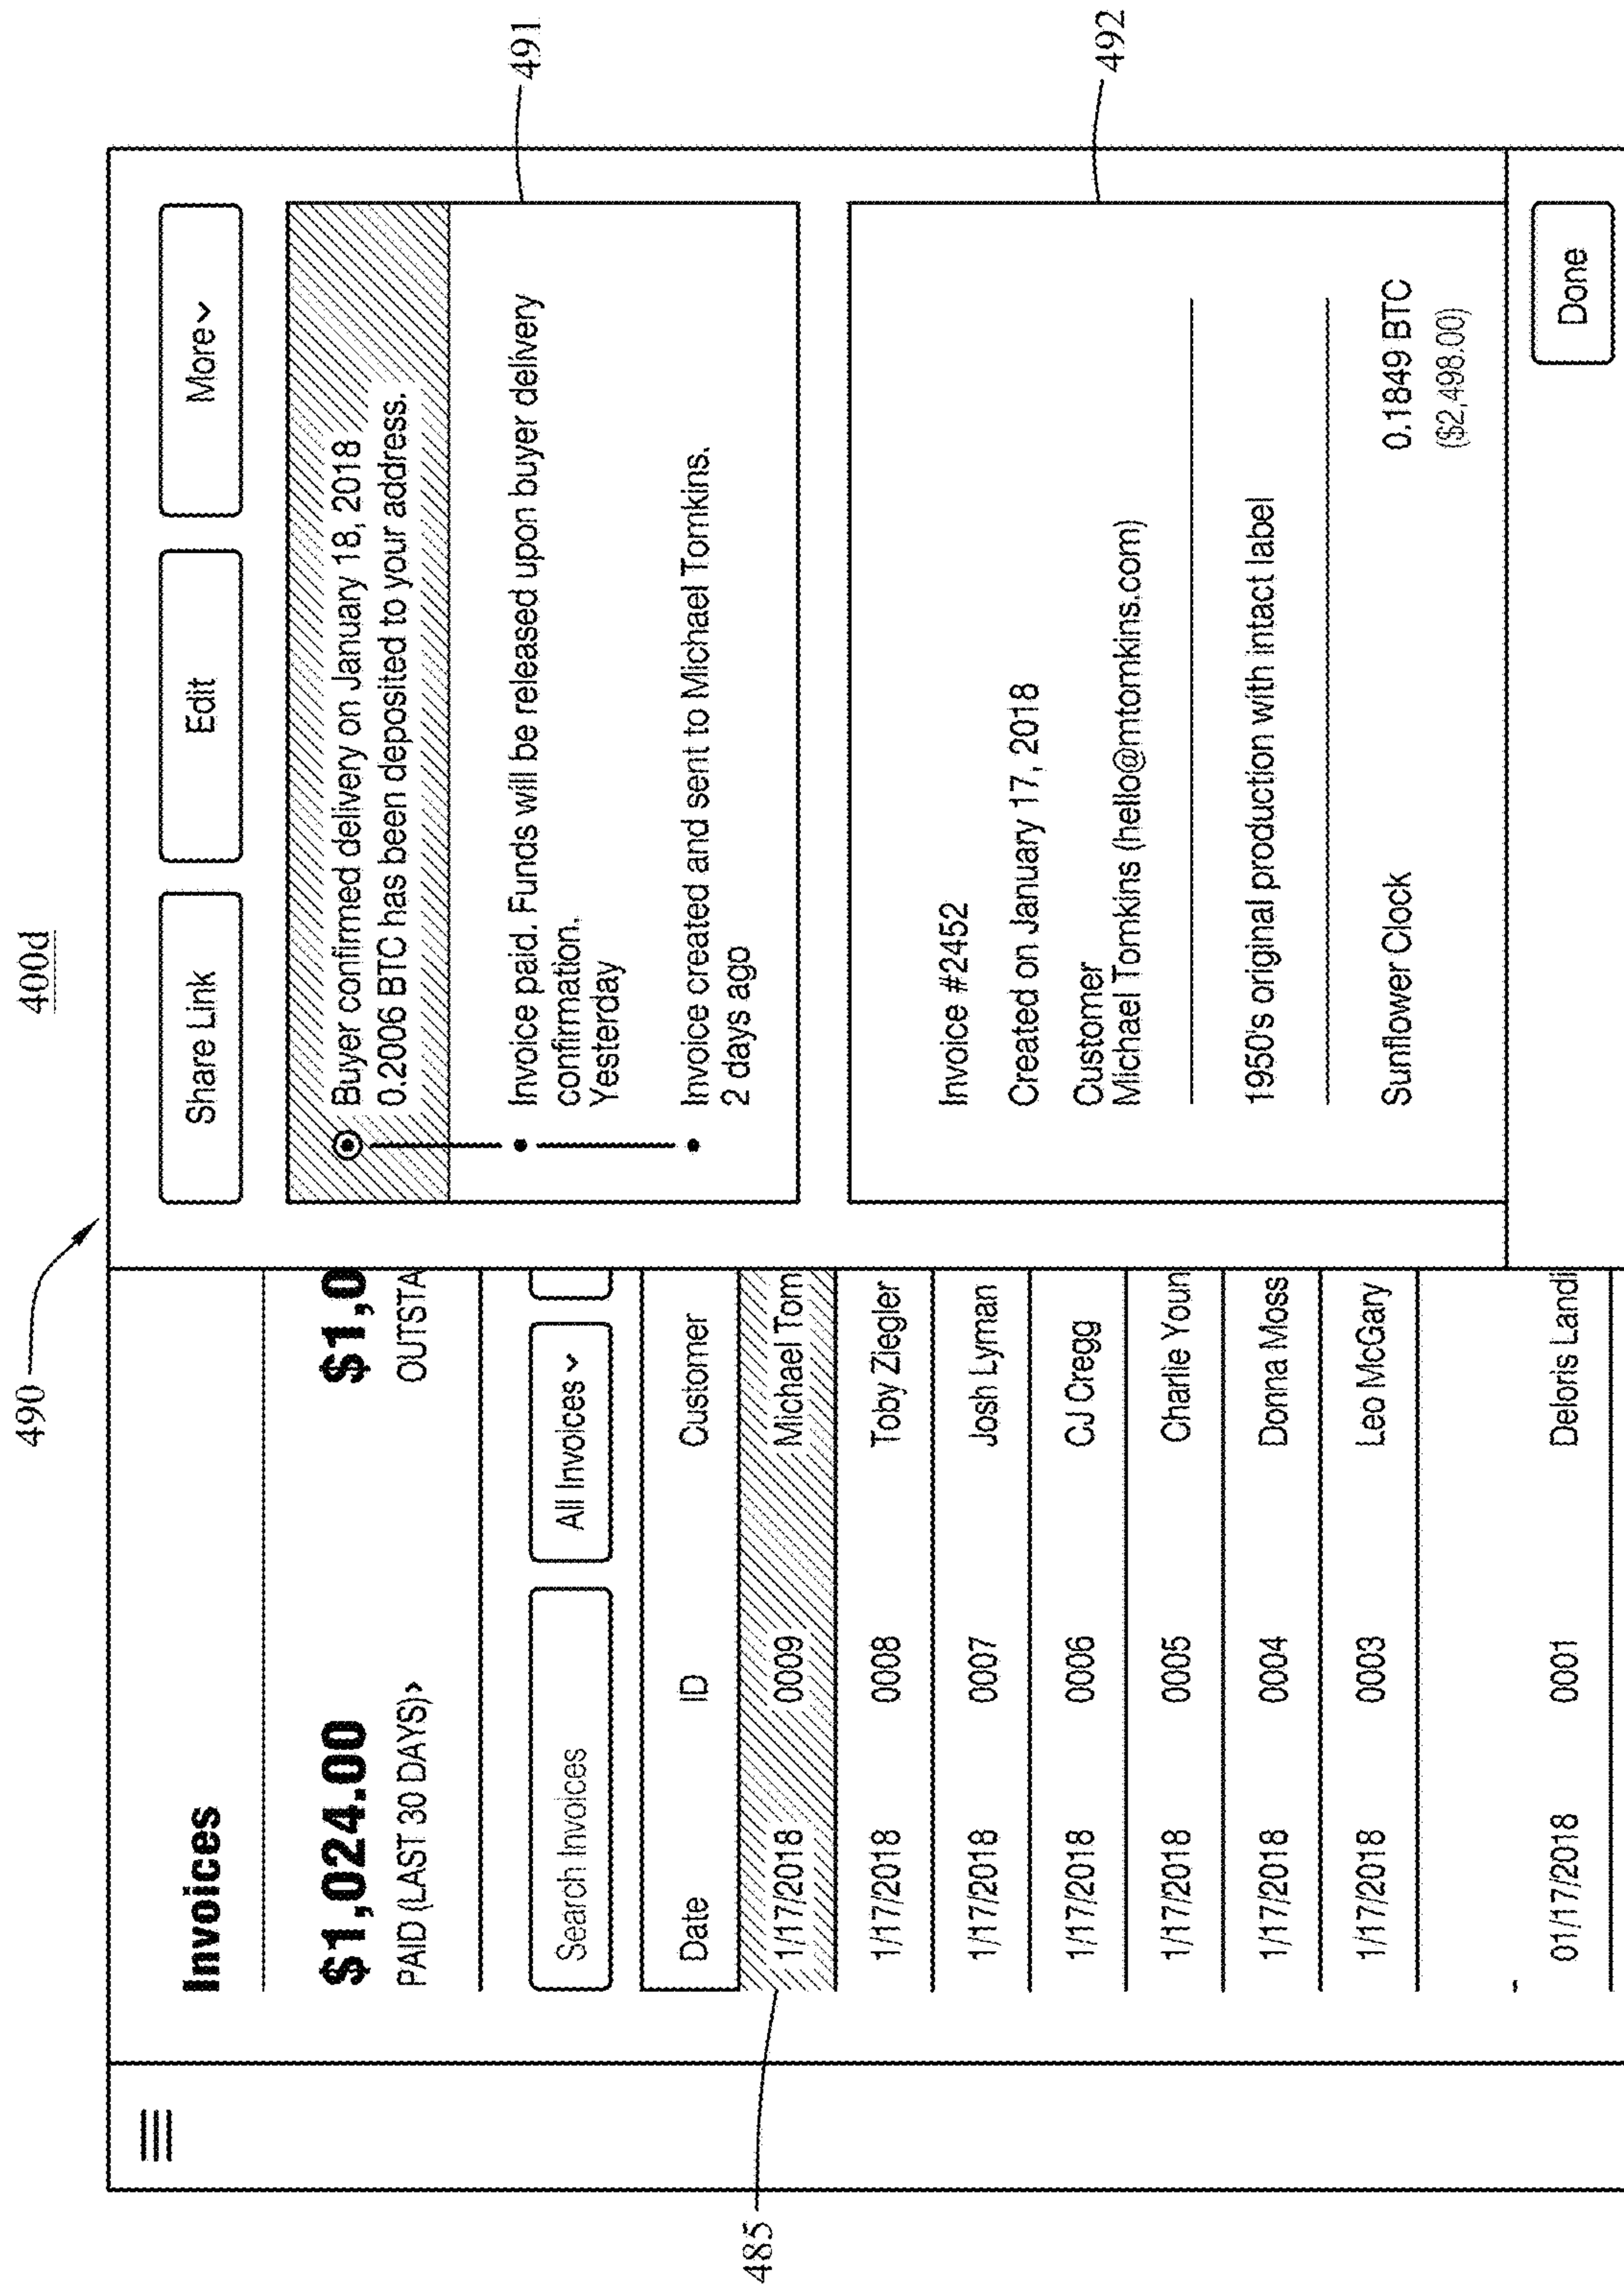 400d
490
Invoices
$1,024.00
PAID (LAST 30 DAYS)>
$1,0
OUTSTA
Search Invoices
All Invoices
Date ID Customer
1/17/2018 0009 Michael Tom
1/17/2018 0008 Toby Ziegler
1/17/2018 0007 Josh Lyman
1/17/2018 0006 CJ Cregg
1/17/2018 0005 Charlie Youn
1/17/2018 0004 Donna Moss
1/17/2018 0003 Leo McGary
01/17/2018 0001 Deloris Landi
485
Share Link
Edit
More
Buyer confirmed delivery on January 18, 2018
0.2006 BTC has been deposited to your address.
Invoice paid. Funds will be released upon buyer delivery
confirmation.
Yesterday
Invoice created and sent to Michael Tomkins.
2 days ago
491
Invoice #2452
Created on January 17, 2018
Customer
Michael Tomkins (hello@mtomkins.com)
1950's original production with intact label
Sunflower Clock 0.1849 BTC
($2,498.00)
492
Done